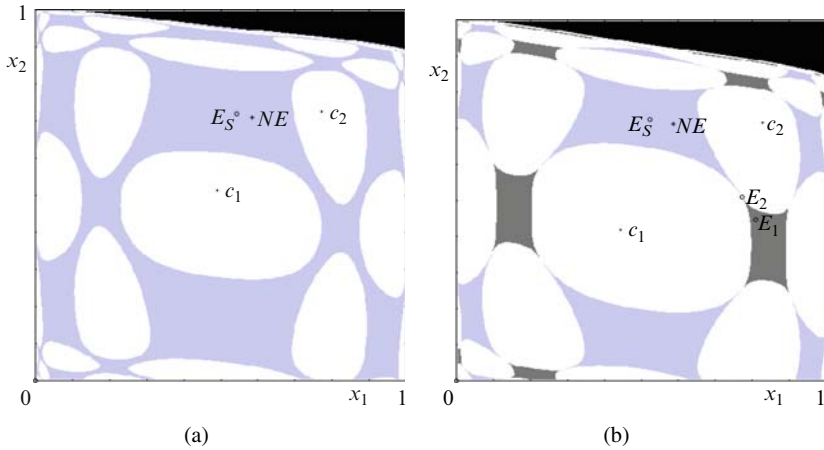 1
x₂
E_S NE
c₂
c₁
0
x₁
1
(a)
1
x₂
E_S NE
c₂
E₂
E₁
c₁
0
x₁
1
(b)